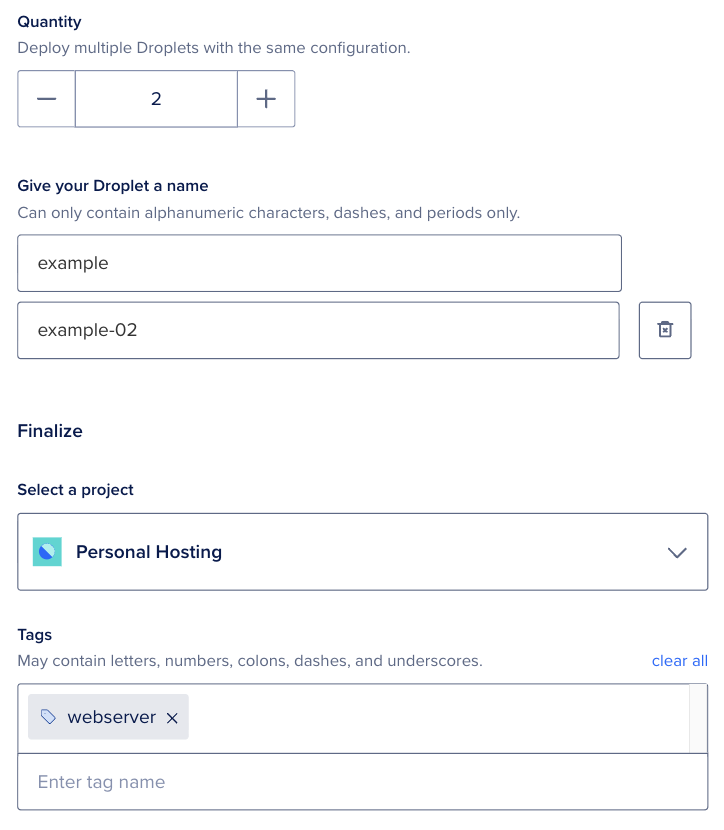 Quantity
Deploy multiple Droplets with the same configuration.
2
Give your Droplet a name
Can only contain alphanumeric characters, dashes, and periods only.
example
example-02
Finalize
Select a project
Personal Hosting
Tags
May contain letters, numbers, colons, dashes, and underscores. clear all
webserver
Enter tag name